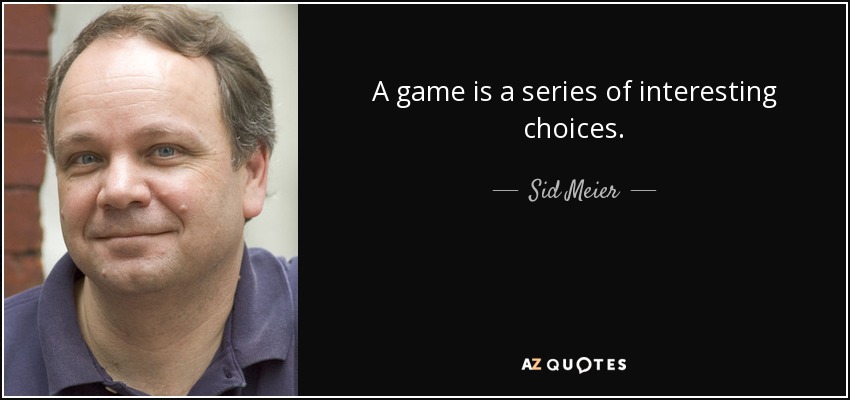 A game is a series of interesting
choices.
Sid Meier
AZ QUOTES